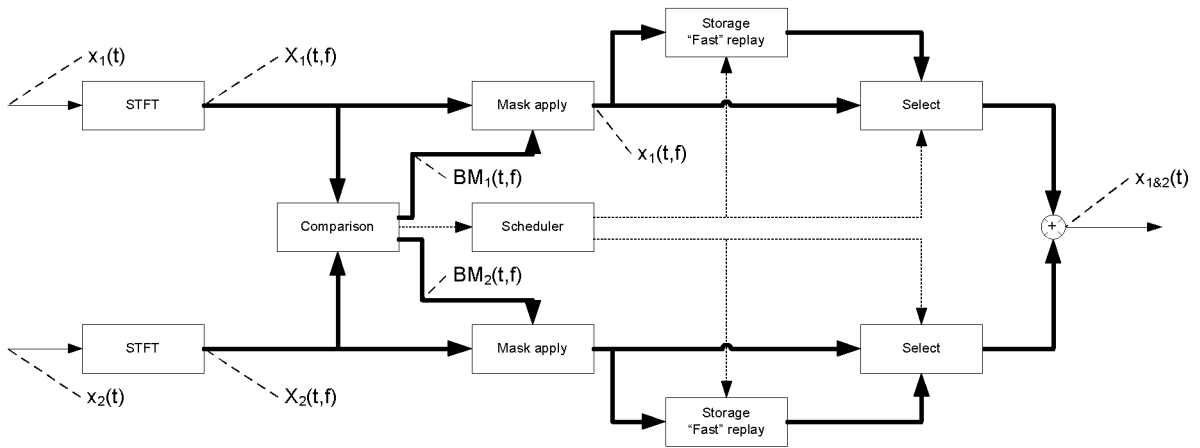 x₁(t)
X₁(t,f)
STFT
Mask apply
Storage
“Fast” replay
Select
x₁(t,f)
BM₁(t,f)
Comparison
Scheduler
x₁&₂(t)
+
BM₂(t,f)
STFT
Mask apply
Select
x₂(t)
X₂(t,f)
Storage
“Fast” replay